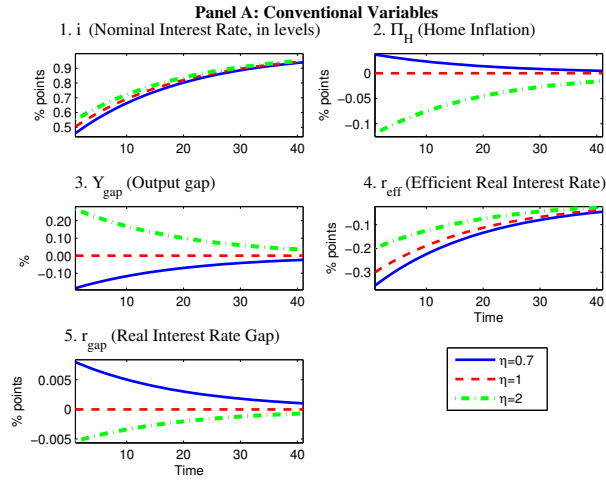 Panel A: Conventional Variables
1. i (Nominal Interest Rate, in levels)
% points
0.9
0.8
0.7
0.6
0.5
10 20 30 40
2. Π_H (Home Inflation)
% points
0
−0.05
−0.1
10 20 30 40
3. Y_gap (Output gap)
%
0.20
0.10
0.00
−0.10
10 20 30 40
4. r_eff (Efficient Real Interest Rate)
% points
−0.1
−0.2
−0.3
10 20 30 40
Time
5. r_gap (Real Interest Rate Gap)
% points
0.005
0
−0.005
10 20 30 40
Time
η=0.7
η=1
η=2